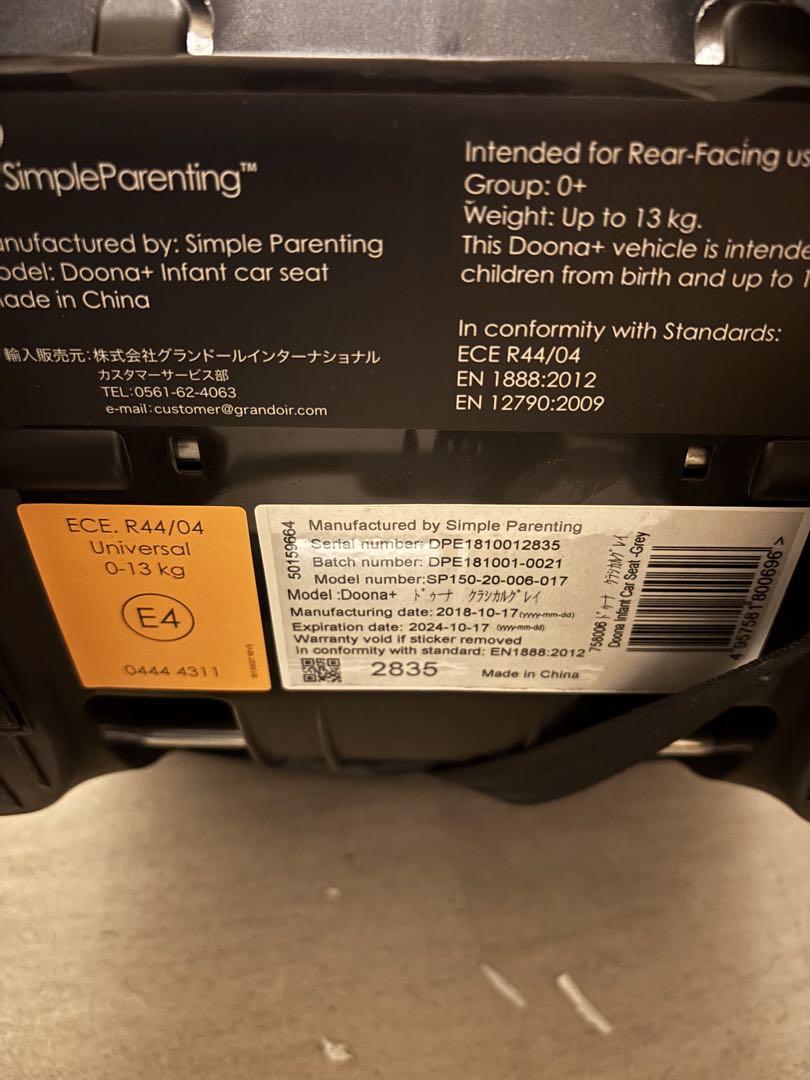 SimpleParenting™
anufactured by: Simple Parenting
odel: Doona+ Infant car seat
ade in China
輸入販売元:株式会社グランドールインターナショナル
カスタマーサービス部
TEL:0561-62-4063
e-mail:customer@grandoir.com
Intended for Rear-Facing us
Group: 0+
Weight: Up to 13 kg.
This Doona+ vehicle is intende
children from birth and up to 1
In conformity with Standards:
ECE R44/04
EN 1888:2012
EN 12790:2009
ECE. R44/04
Universal
0-13 kg
E4
0444 4311
50159664
Manufactured by Simple Parenting
Serial number: DPE1810012835
Batch number: DPE181001-0021
Model number:SP150-20-006-017
Model :Doona+ ドゥーナ クラシカルグレイ
Manufacturing date: 2018-10-17(yyyy-mm-dd)
Expiration date: 2024-10-17 (yyyy-mm-dd)
Warranty void if sticker removed
In conformity with standard: EN1888:2012
2835 Made in China
758006 ドゥーナ クラシカルグレイ
Doona Infant Car Seat -Grey
4 957581 800696 >